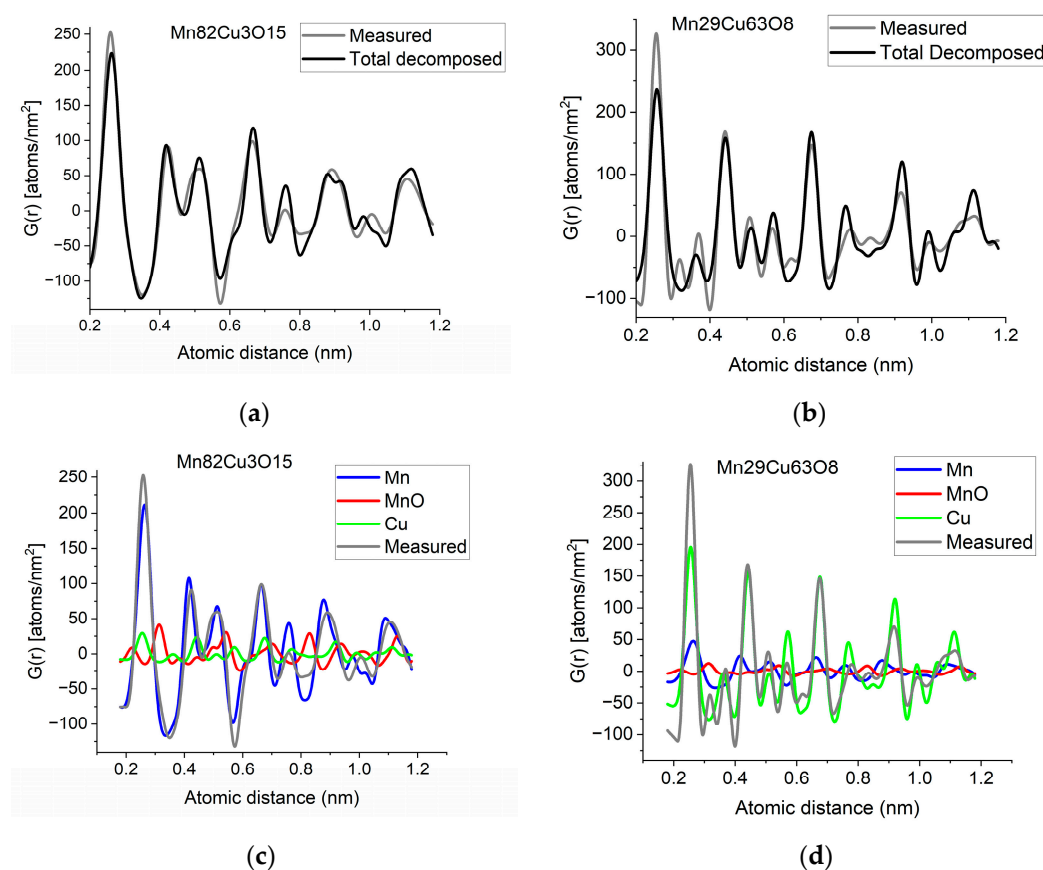 Mn82Cu3O15
Measured
Total decomposed
250
200
150
100
50
0
−50
−100
G(r) [atoms/nm²]
0.2 0.4 0.6 0.8 1.0 1.2
Atomic distance (nm)
(a)
Mn29Cu63O8
Measured
Total Decomposed
300
200
100
0
−100
G(r) [atoms/nm²]
0.2 0.4 0.6 0.8 1.0 1.2
Atomic distance (nm)
(b)
Mn82Cu3O15
Mn
MnO
Cu
Measured
250
200
150
100
50
0
−50
−100
G(r) [atoms/nm²]
0.2 0.4 0.6 0.8 1.0 1.2
Atomic distance (nm)
(c)
Mn29Cu63O8
Mn
MnO
Cu
Measured
300
250
200
150
100
50
0
−50
−100
G(r) [atoms/nm²]
0.2 0.4 0.6 0.8 1.0 1.2
Atomic distance (nm)
(d)